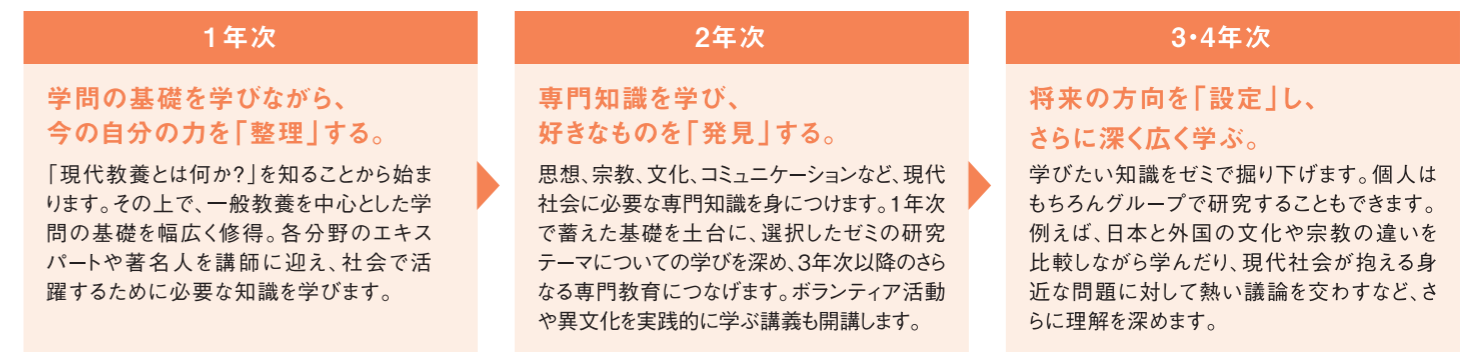 1年次
学問の基礎を学びながら、
今の自分の力を「整理」する。
「現代教養とは何か?」を知ることから始ま
ります。その上で、一般教養を中心とした学
問の基礎を幅広く修得。各分野のエキス
パートや著名人を講師に迎え、社会で活
躍するために必要な知識を学びます。
2年次
専門知識を学び、
好きなものを「発見」する。
思想、宗教、文化、コミュニケーションなど、現代
社会に必要な専門知識を身につけます。1年次
で蓄えた基礎を土台に、選択したゼミの研究
テーマについての学びを深め、3年次以降のさら
なる専門教育につなげます。ボランティア活動
や異文化を実践的に学ぶ講義も開講します。
3・4年次
将来の方向を「設定」し、
さらに深く広く学ぶ。
学びたい知識をゼミで掘り下げます。個人は
もちろんグループで研究することもできます。
例えば、日本と外国の文化や宗教の違いを
比較しながら学んだり、現代社会が抱える身
近な問題に対して熱い議論を交わすなど、さ
らに理解を深めます。